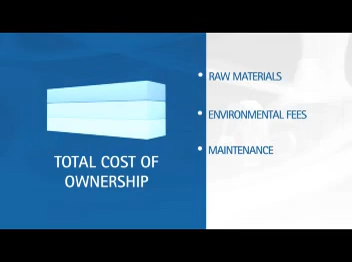 TOTAL COST OF
OWNERSHIP
• RAW MATERIALS
• ENVIRONMENTAL FEES
• MAINTENANCE